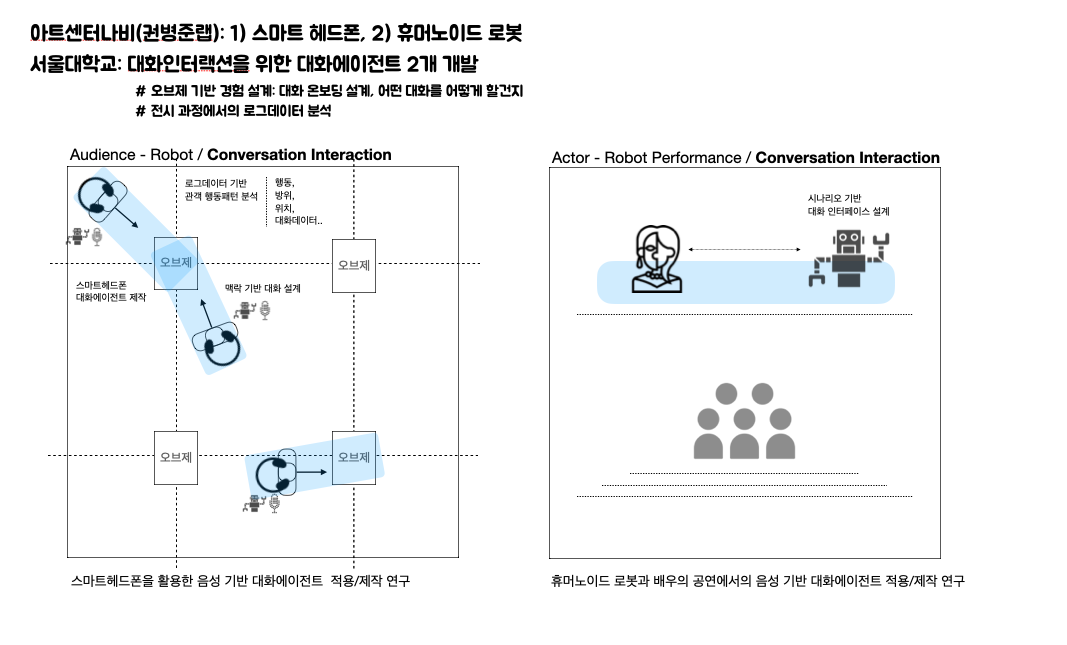 아트센터나비(권병준랩): 1) 스마트 헤드폰, 2) 휴머노이드 로봇
서울대학교: 대화인터랙션을 위한 대화에이전트 2개 개발
# 오브제 기반 경험 설계: 대화 온보딩 설계, 어떤 대화를 어떻게 할건지
# 전시 과정에서의 로그데이터 분석
Audience - Robot / Conversation Interaction
로그데이터 기반
관객 행동패턴 분석
행동,
방위,
위치,
대화데이터..
오브제
오브제
스마트헤드폰
대화에이전트 제작
맥락 기반 대화 설계
오브제
오브제
스마트헤드폰을 활용한 음성 기반 대화에이전트 적용/제작 연구
Actor - Robot Performance / Conversation Interaction
시나리오 기반
대화 인터페이스 설계
휴머노이드 로봇과 배우의 공연에서의 음성 기반 대화에이전트 적용/제작 연구